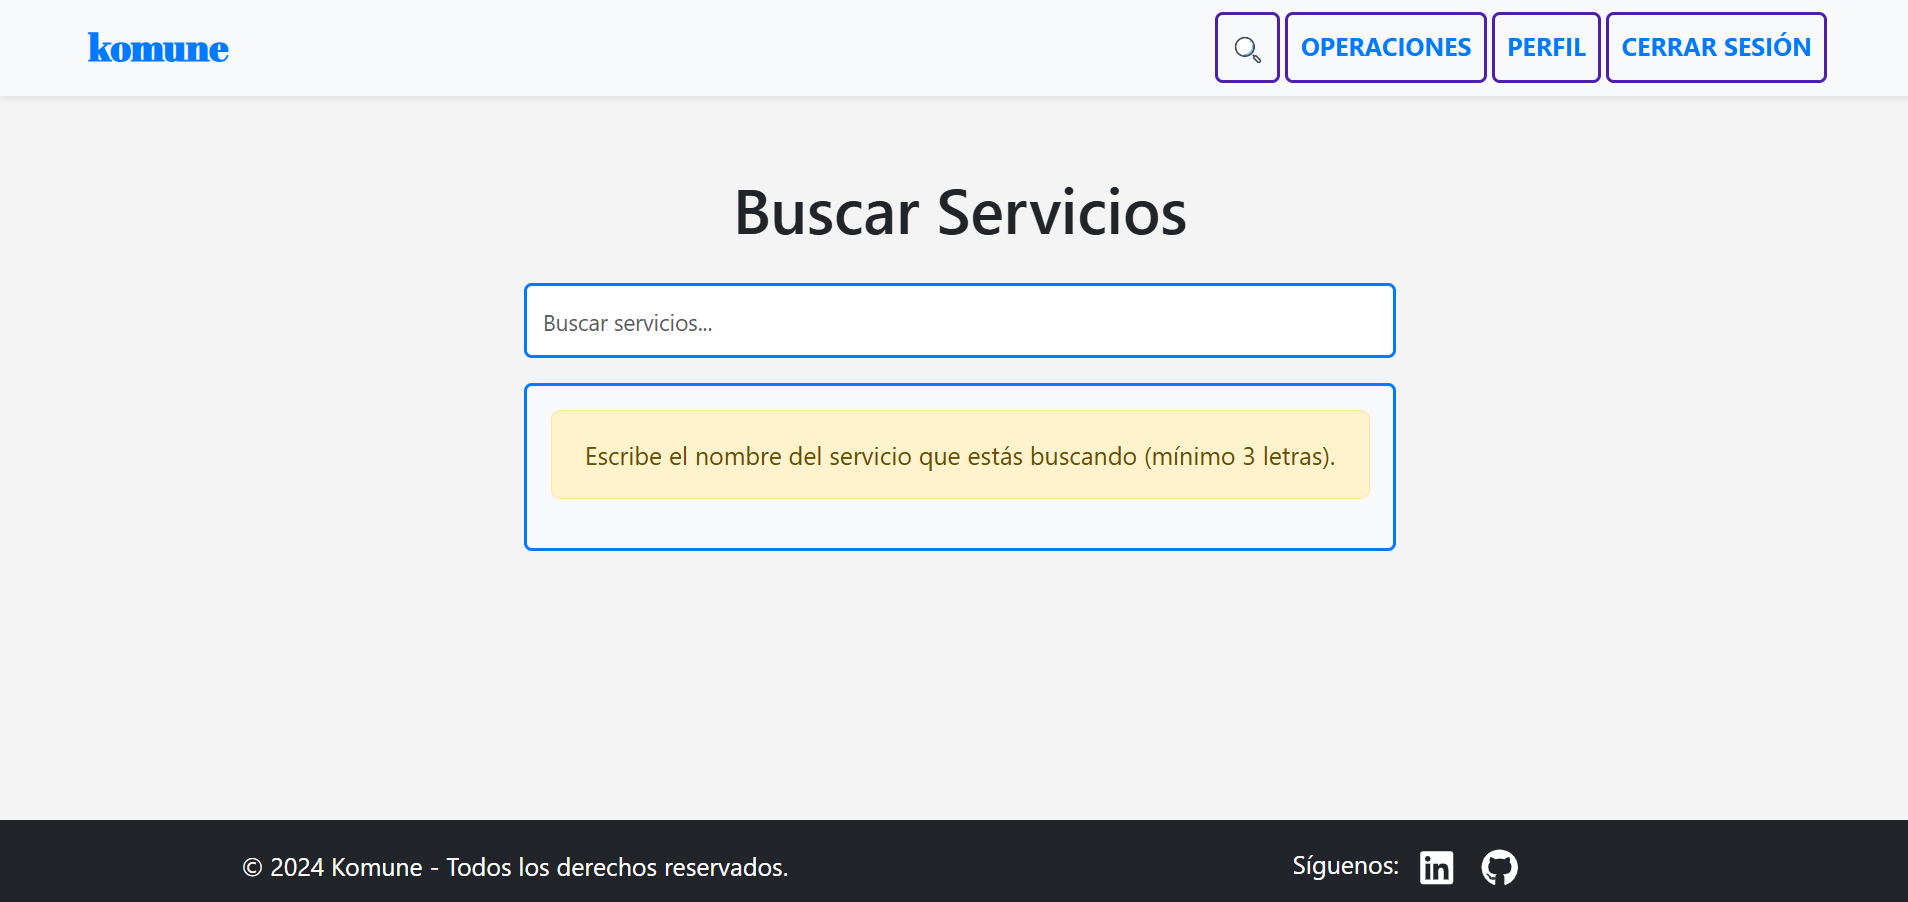 komune
OPERACIONES
PERFIL
CERRAR SESIÓN
Buscar Servicios
Buscar servicios...
Escribe el nombre del servicio que estás buscando (mínimo 3 letras).
© 2024 Komune - Todos los derechos reservados.
Síguenos:
in